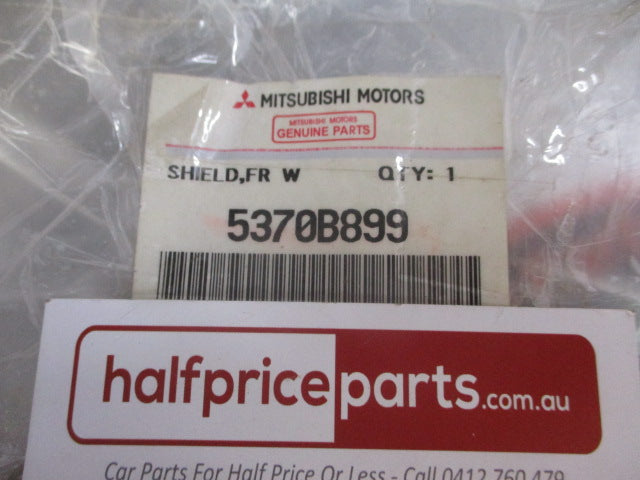 MITSUBISHI MOTORS
MITSUBISHI MOTORS
GENUINE PARTS
SHIELD,FR W QTY: 1
5370B899
halfpriceparts.com.au
Car Parts For Half Price Or Less - Call 0412 760 479